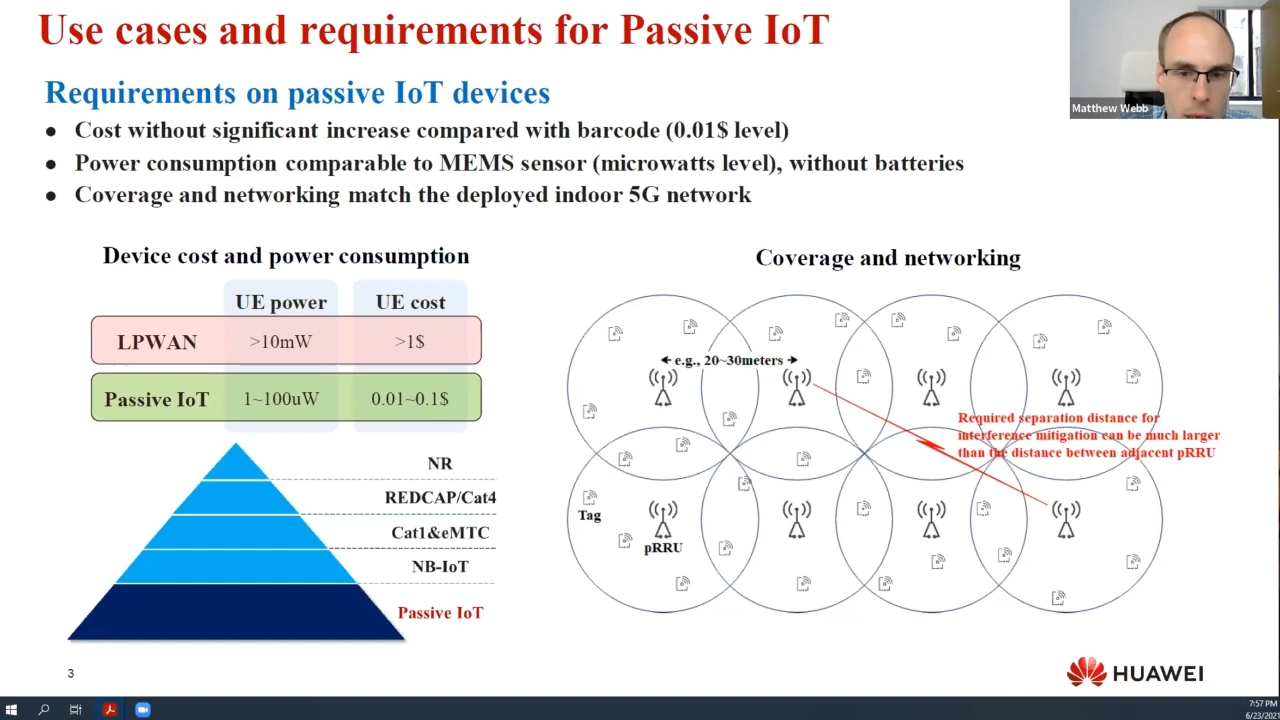 Use cases and requirements for Passive IoT
Matthew Webb
Requirements on passive IoT devices
● Cost without significant increase compared with barcode (0.01$ level)
● Power consumption comparable to MEMS sensor (microwatts level), without batteries
● Coverage and networking match the deployed indoor 5G network
Device cost and power consumption
UE power UE cost
LPWAN >10mW >1$
Passive IoT 1~100uW 0.01~0.1$
NR
REDCAP/Cat4
Cat1&eMTC
NB-IoT
Passive IoT
Coverage and networking
e.g., 20~30meters
Required separation distance for
interference mitigation can be much larger
than the distance between adjacent pRRU
Tag
pRRU
3
HUAWEI
7:57 PM